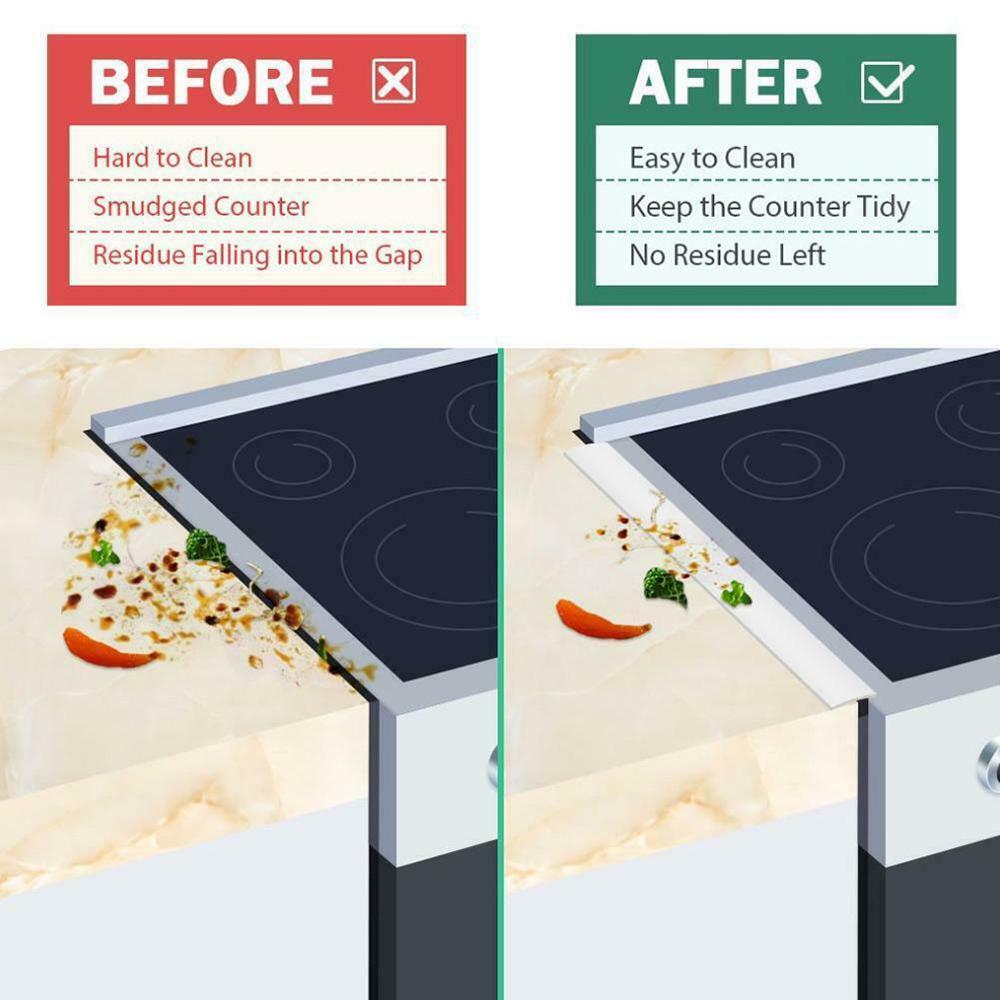 BEFORE
Hard to Clean
Smudged Counter
Residue Falling into the Gap
AFTER
Easy to Clean
Keep the Counter Tidy
No Residue Left